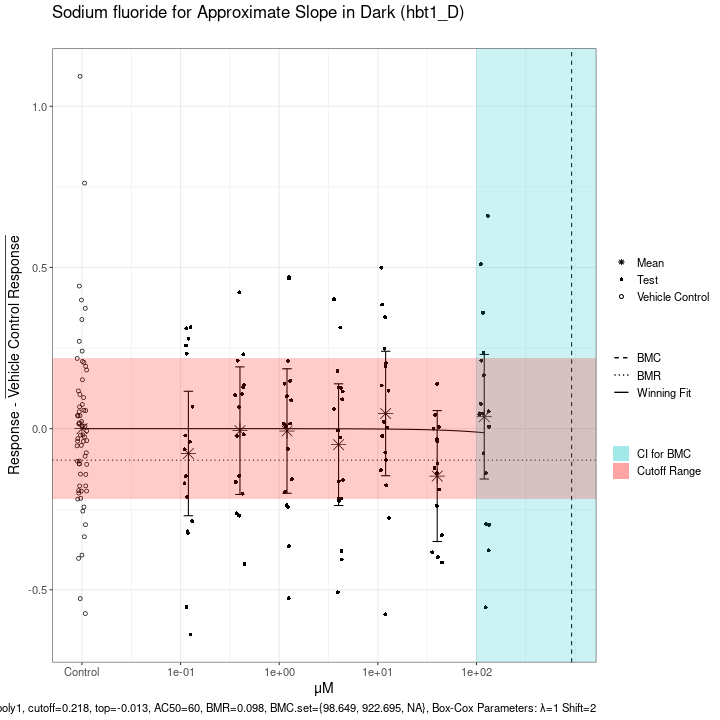 Sodium fluoride for Approximate Slope in Dark (hbt1_D)
Response - Vehicle Control Response
1.0
0.5
0.0
-0.5
Control
1e-01
1e+00
1e+01
1e+02
μM
Mean
Test
Vehicle Control
BMC
BMR
Winning Fit
CI for BMC
Cutoff Range
poly1, cutoff=0.218, top=-0.013, AC50=60, BMR=0.098, BMC.set={98.649, 922.695, NA}, Box-Cox Parameters: λ=1 Shift=2